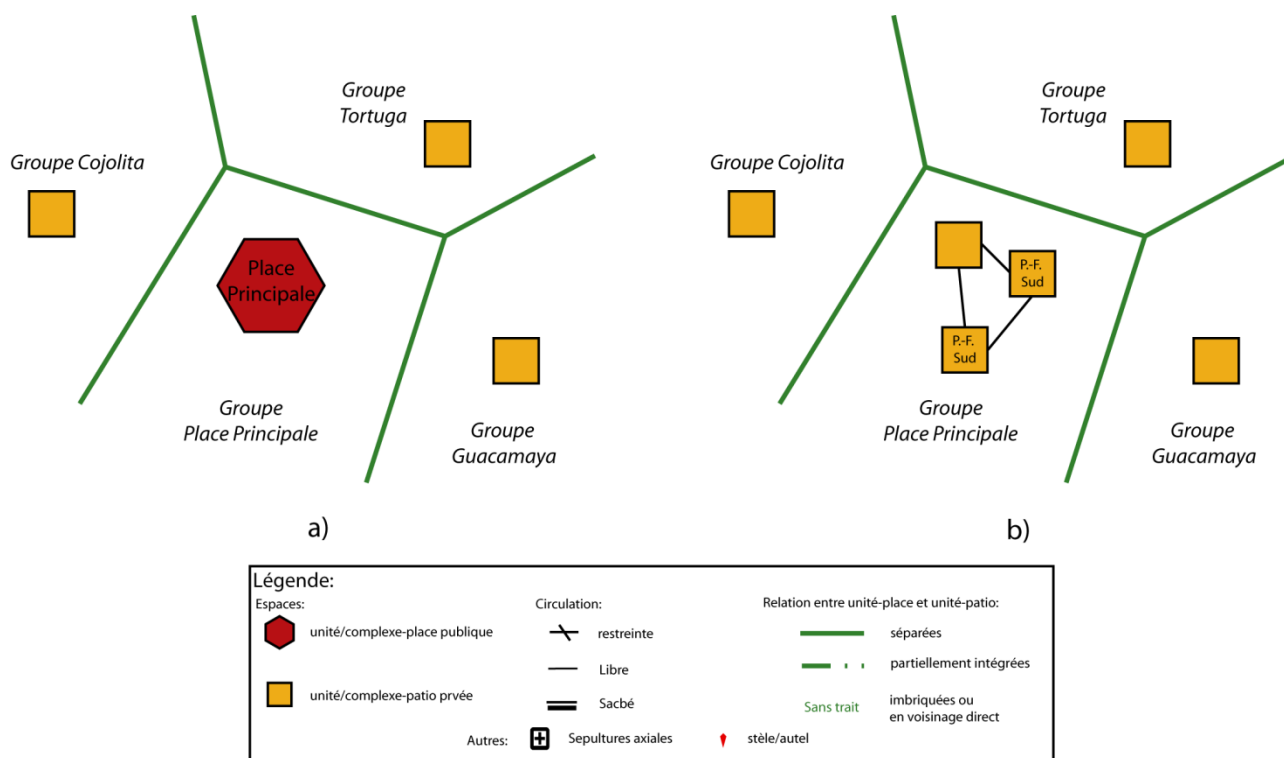 Groupe
Tortuga
Groupe Cojolita
Place
Principale
Groupe
Place Principale
Groupe
Guacamaya
a)
Groupe
Tortuga
Groupe Cojolita
P.-F.
Sud
P.-F.
Sud
Groupe
Place Principale
Groupe
Guacamaya
b)
Légende:
Espaces:
unité/complexe-place publique
unité/complexe-patio prvée
Circulation:
restreinte
Libre
Sacbé
Relation entre unité-place et unité-patio:
séparées
partiellement intégrées
Sans trait
imbriquées ou
en voisinage direct
Autres:
Sepultures axiales
stèle/autel